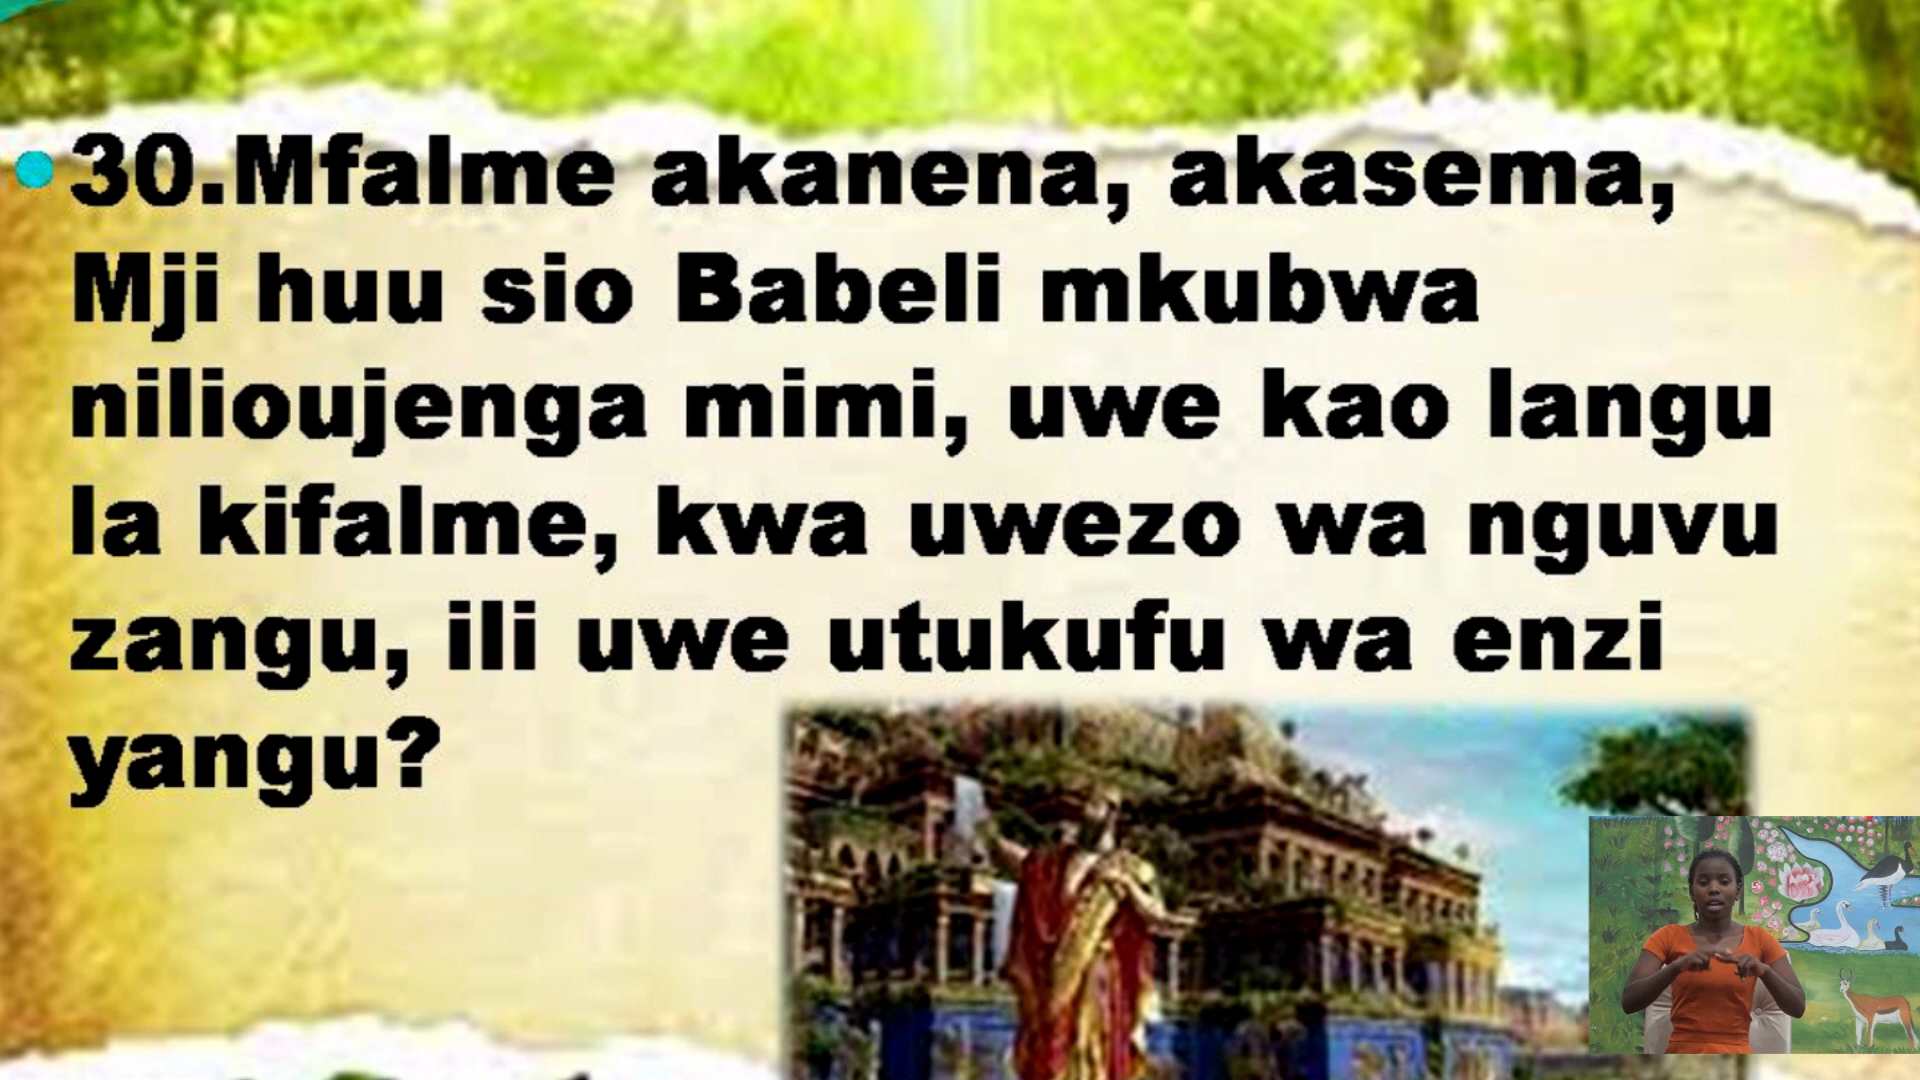 30.Mfalme akanena, akasema,
Mji huu sio Babeli mkubwa
nilioujenga mimi, uwe kao langu
la kifalme, kwa uwezo wa nguvu
zangu, ili uwe utukufu wa enzi
yangu?